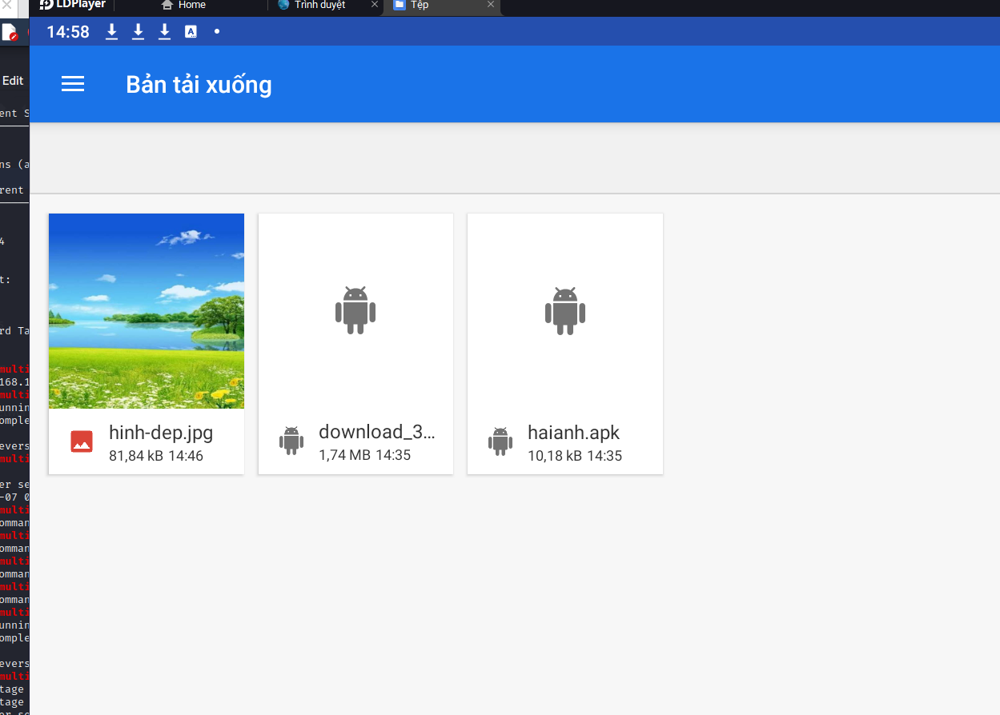 LDPlayer
Home
Trình duyệt
Tệp
14:58
A
Bản tải xuống
Edit
ent S
ns (a
rent
4
t:
rd Ta
multi
168.1
multi
unnin
omple
evers
multi
er se
-07 0
multi
omman
multi
omman
multi
omman
multi
omman
multi
unnin
omple
evers
multi
tage
tage
hinh-dep.jpg
81,84 kB 14:46
download_3...
1,74 MB 14:35
haianh.apk
10,18 kB 14:35